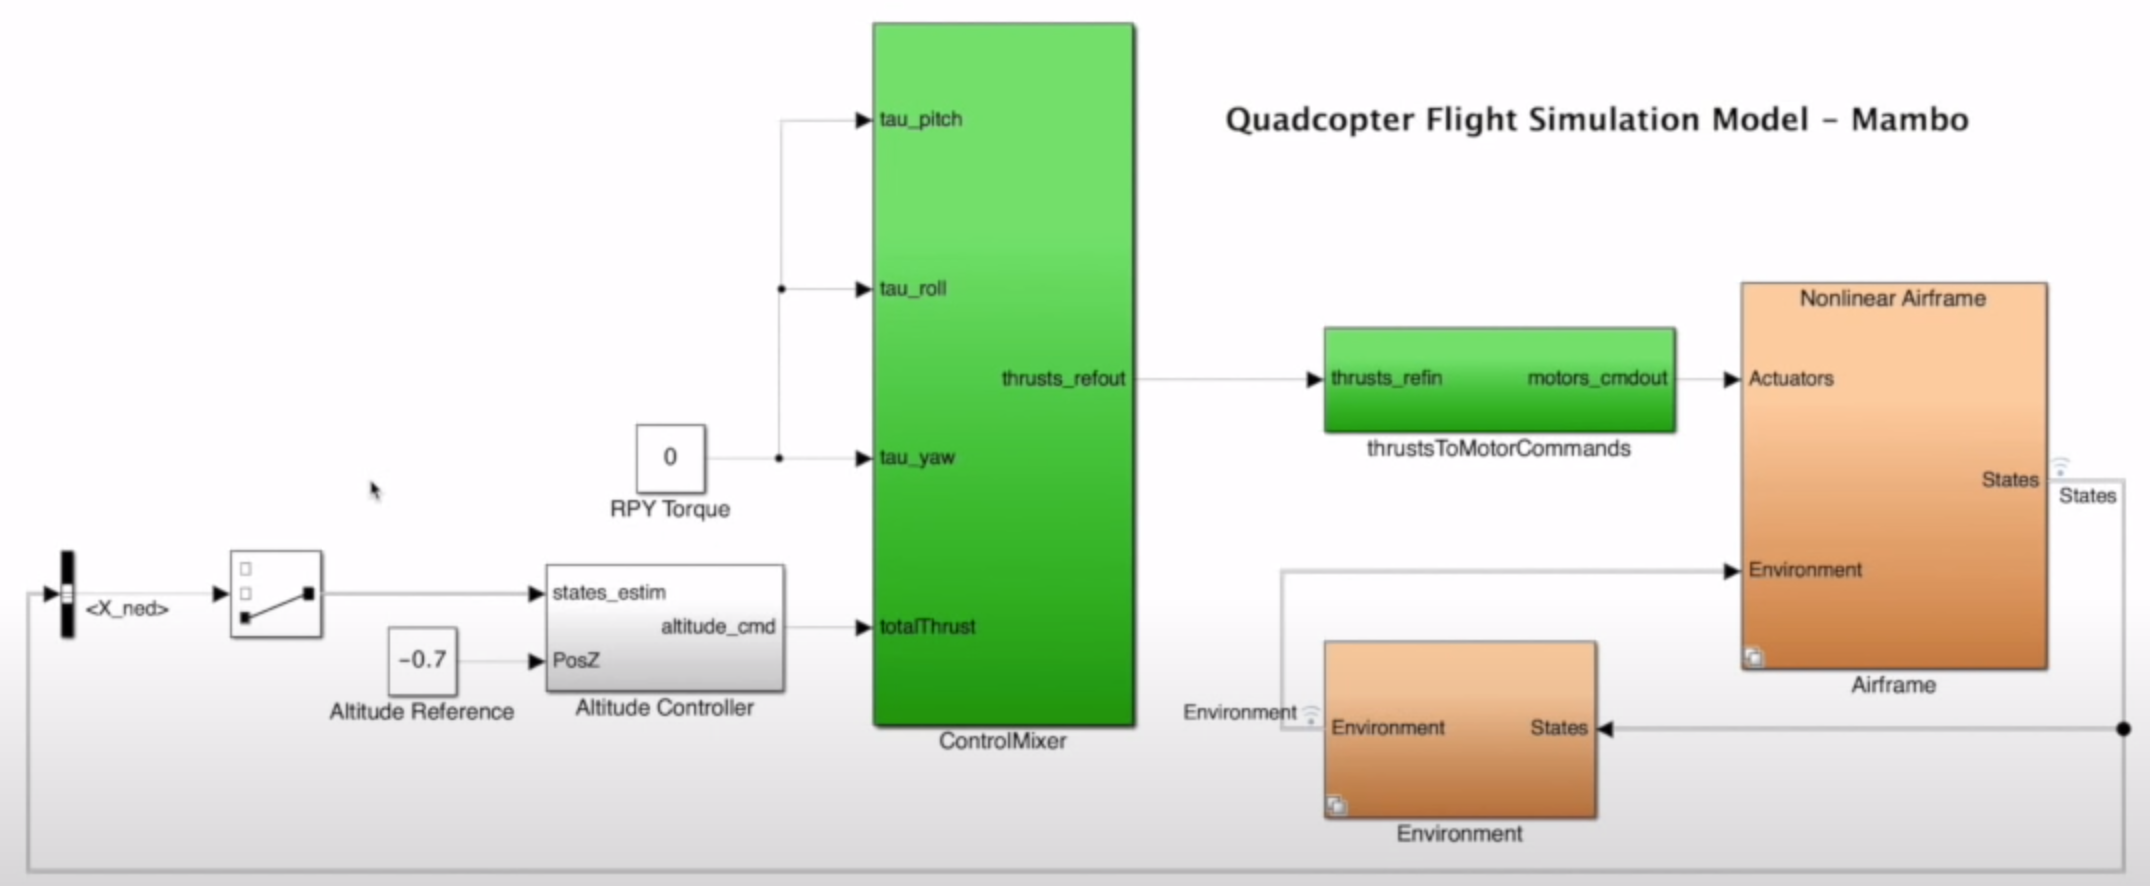 Quadcopter Flight Simulation Model – Mambo
tau_pitch
tau_roll
tau_yaw
totalThrust
thrusts_refout
ControlMixer
0
RPY Torque
<X_ned>
states_estim
altitude_cmd
PosZ
Altitude Controller
−0.7
Altitude Reference
thrusts_refin
motors_cmdout
thrustsToMotorCommands
Nonlinear Airframe
Actuators
States
States
Environment
Airframe
Environment
Environment
States
Environment